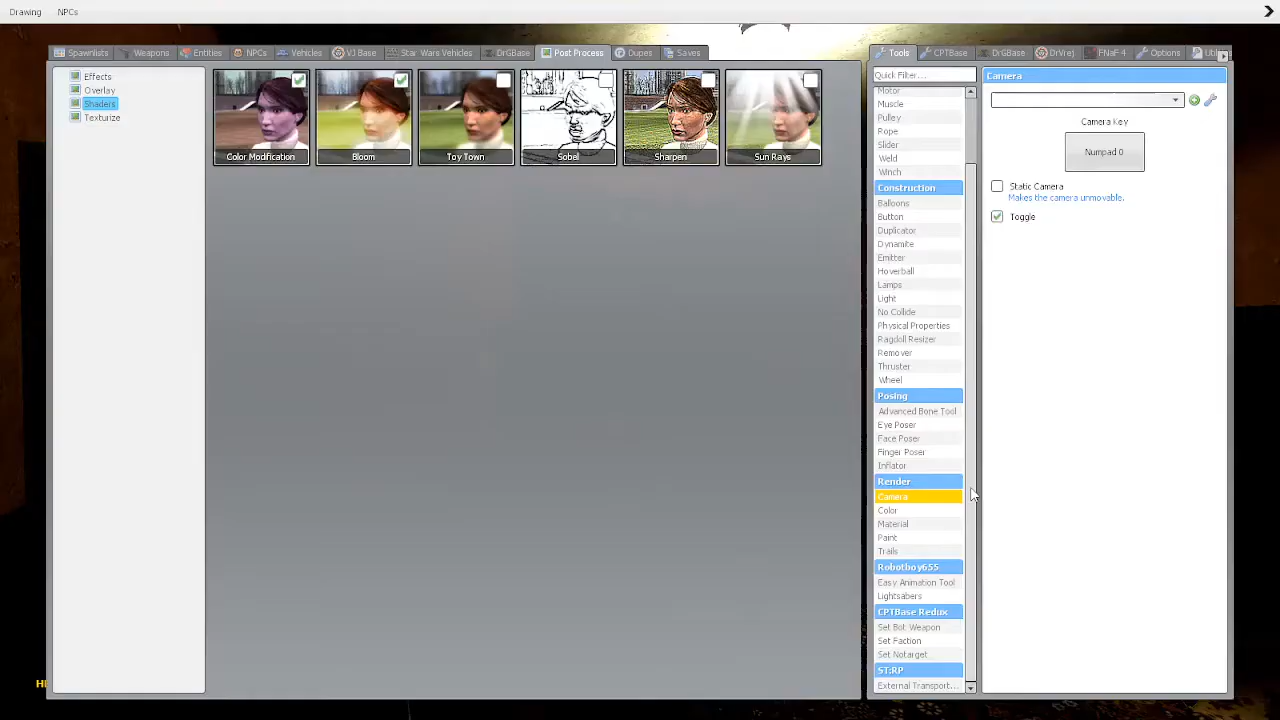 Drawing NPCs
Spawnlists Weapons Entities NPCs Vehicles VJ Base Star Wars Vehicles DrGBase Post Process Dupes Saves
Effects
Overlay
Shaders
Texturize
Color Modification Bloom Toy Town Sobel Sharpen Sun Rays
Tools CPTBase DrGBase DrVrej FNaF 4 Options
Quick Filter...
Motor
Muscle
Pulley
Rope
Slider
Weld
Winch
Construction
Balloons
Button
Duplicator
Dynamite
Emitter
Hoverball
Lamps
Light
No Collide
Physical Properties
Ragdoll Resizer
Remover
Thruster
Wheel
Posing
Advanced Bone Tool
Eye Poser
Face Poser
Finger Poser
Inflator
Render
Camera
Color
Material
Paint
Trails
Robotboy655
Easy Animation Tool
Lightsabers
CPTBase Redux
Set Bot Weapon
Set Faction
Set Notarget
ST:RP
External Transport...
Camera
Camera Key
Numpad 0
Static Camera
Makes the camera unmovable.
Toggle